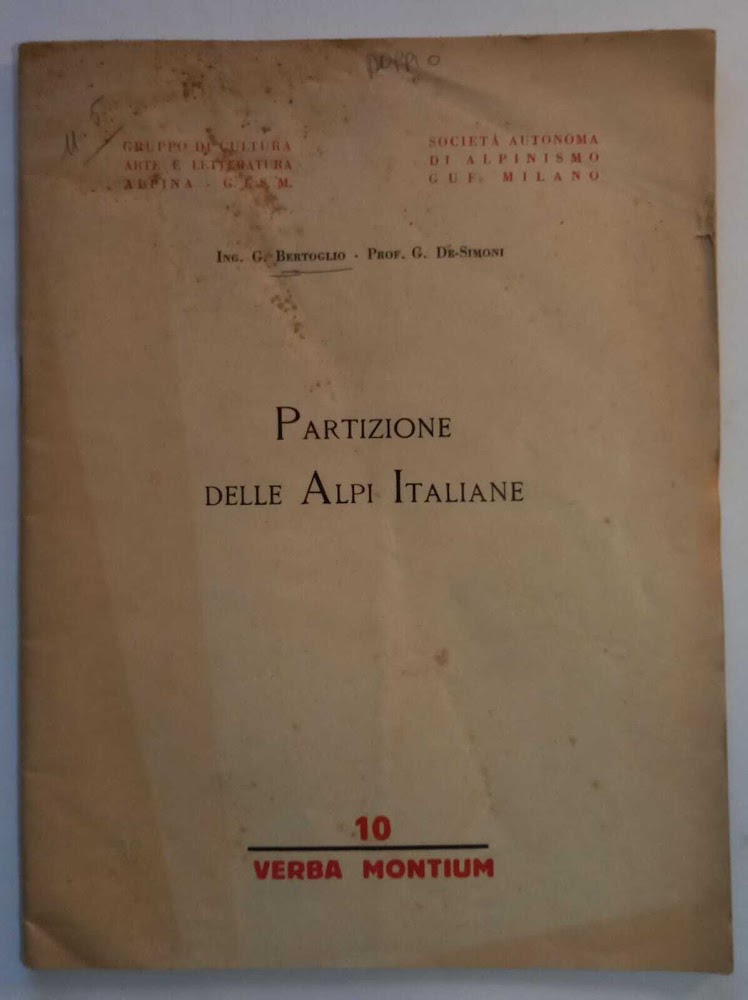 DOPPIO
GRUPPO DI CULTURA
ARTE E LETTERATURA
ALPINA - G. I. S. M.
SOCIETÀ AUTONOMA
DI ALPINISMO
GUF. MILANO
ING. G. BERTOGLIO - PROF. G. DE-SIMONI
PARTIZIONE
DELLE ALPI ITALIANE
10
VERBA MONTIUM